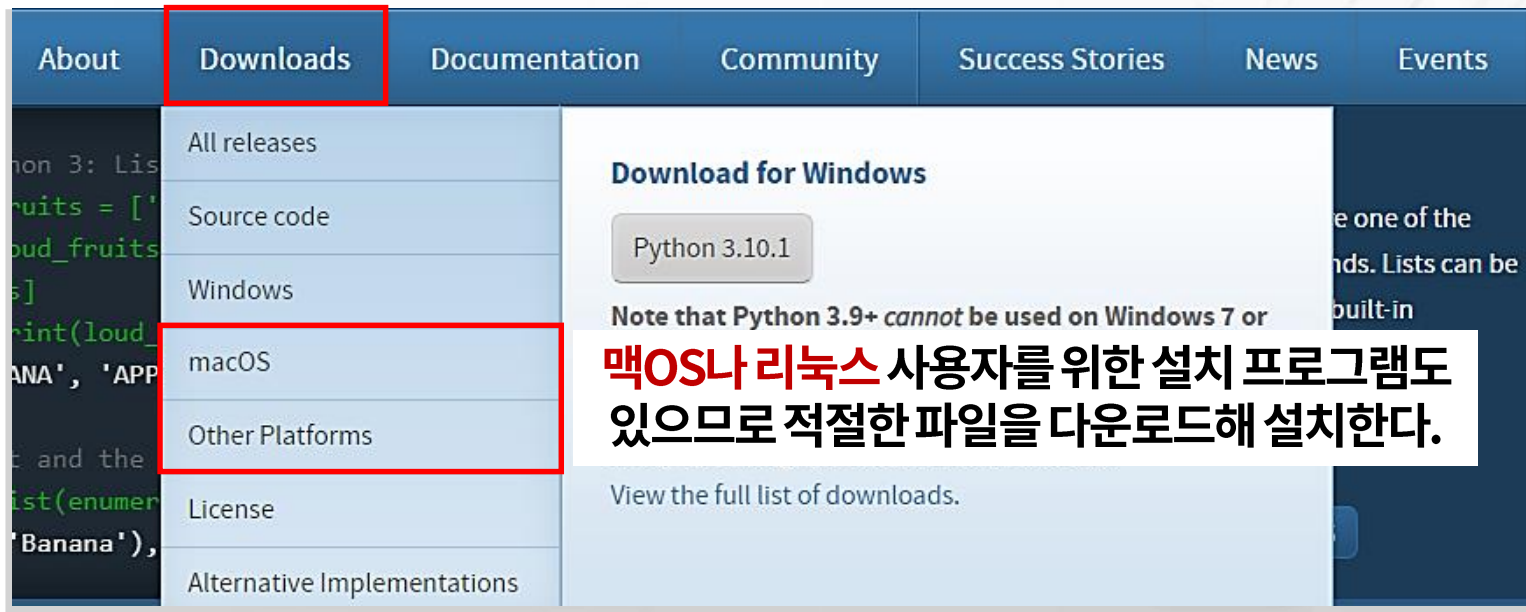 About Downloads Documentation Community Success Stories News Events
All releases
Source code
Windows
macOS
Other Platforms
License
Alternative Implementations
Download for Windows
Python 3.10.1
Note that Python 3.9+ cannot be used on Windows 7 or
맥OS나 리눅스 사용자를 위한 설치 프로그램도
있으므로 적절한 파일을 다운로드해 설치한다.
View the full list of downloads.
hon 3: Lis
ruits = ['
oud_fruits
s]
rint(loud_
ANA', 'APP
t and the
ist(enumer
'Banana'),
e one of the
nds. Lists can be
built-in